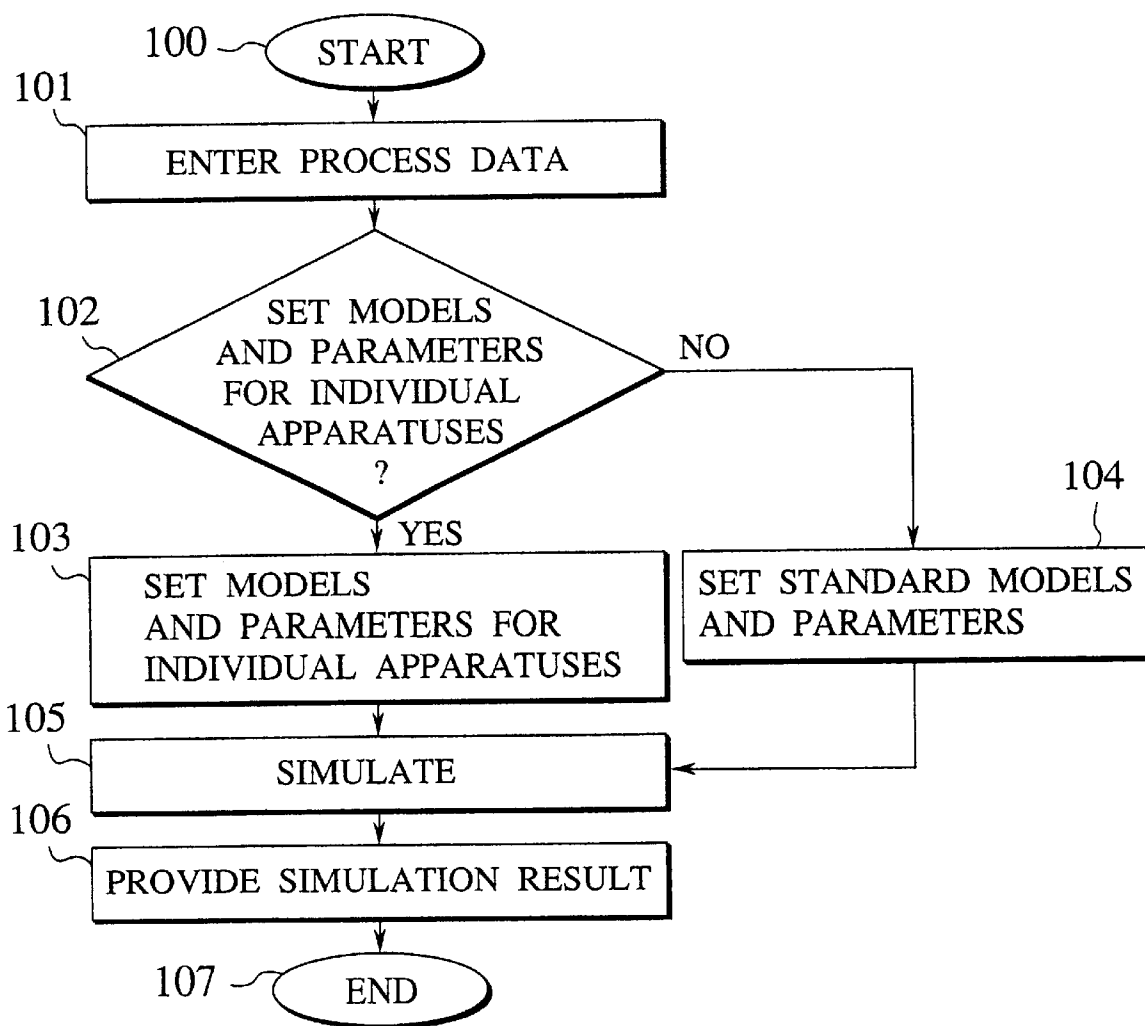 100
START
101
ENTER PROCESS DATA
102
SET MODELS
AND PARAMETERS
FOR INDIVIDUAL
APPARATUSES
?
NO
YES
103
SET MODELS
AND PARAMETERS FOR
INDIVIDUAL APPARATUSES
104
SET STANDARD MODELS
AND PARAMETERS
105
SIMULATE
106
PROVIDE SIMULATION RESULT
107
END